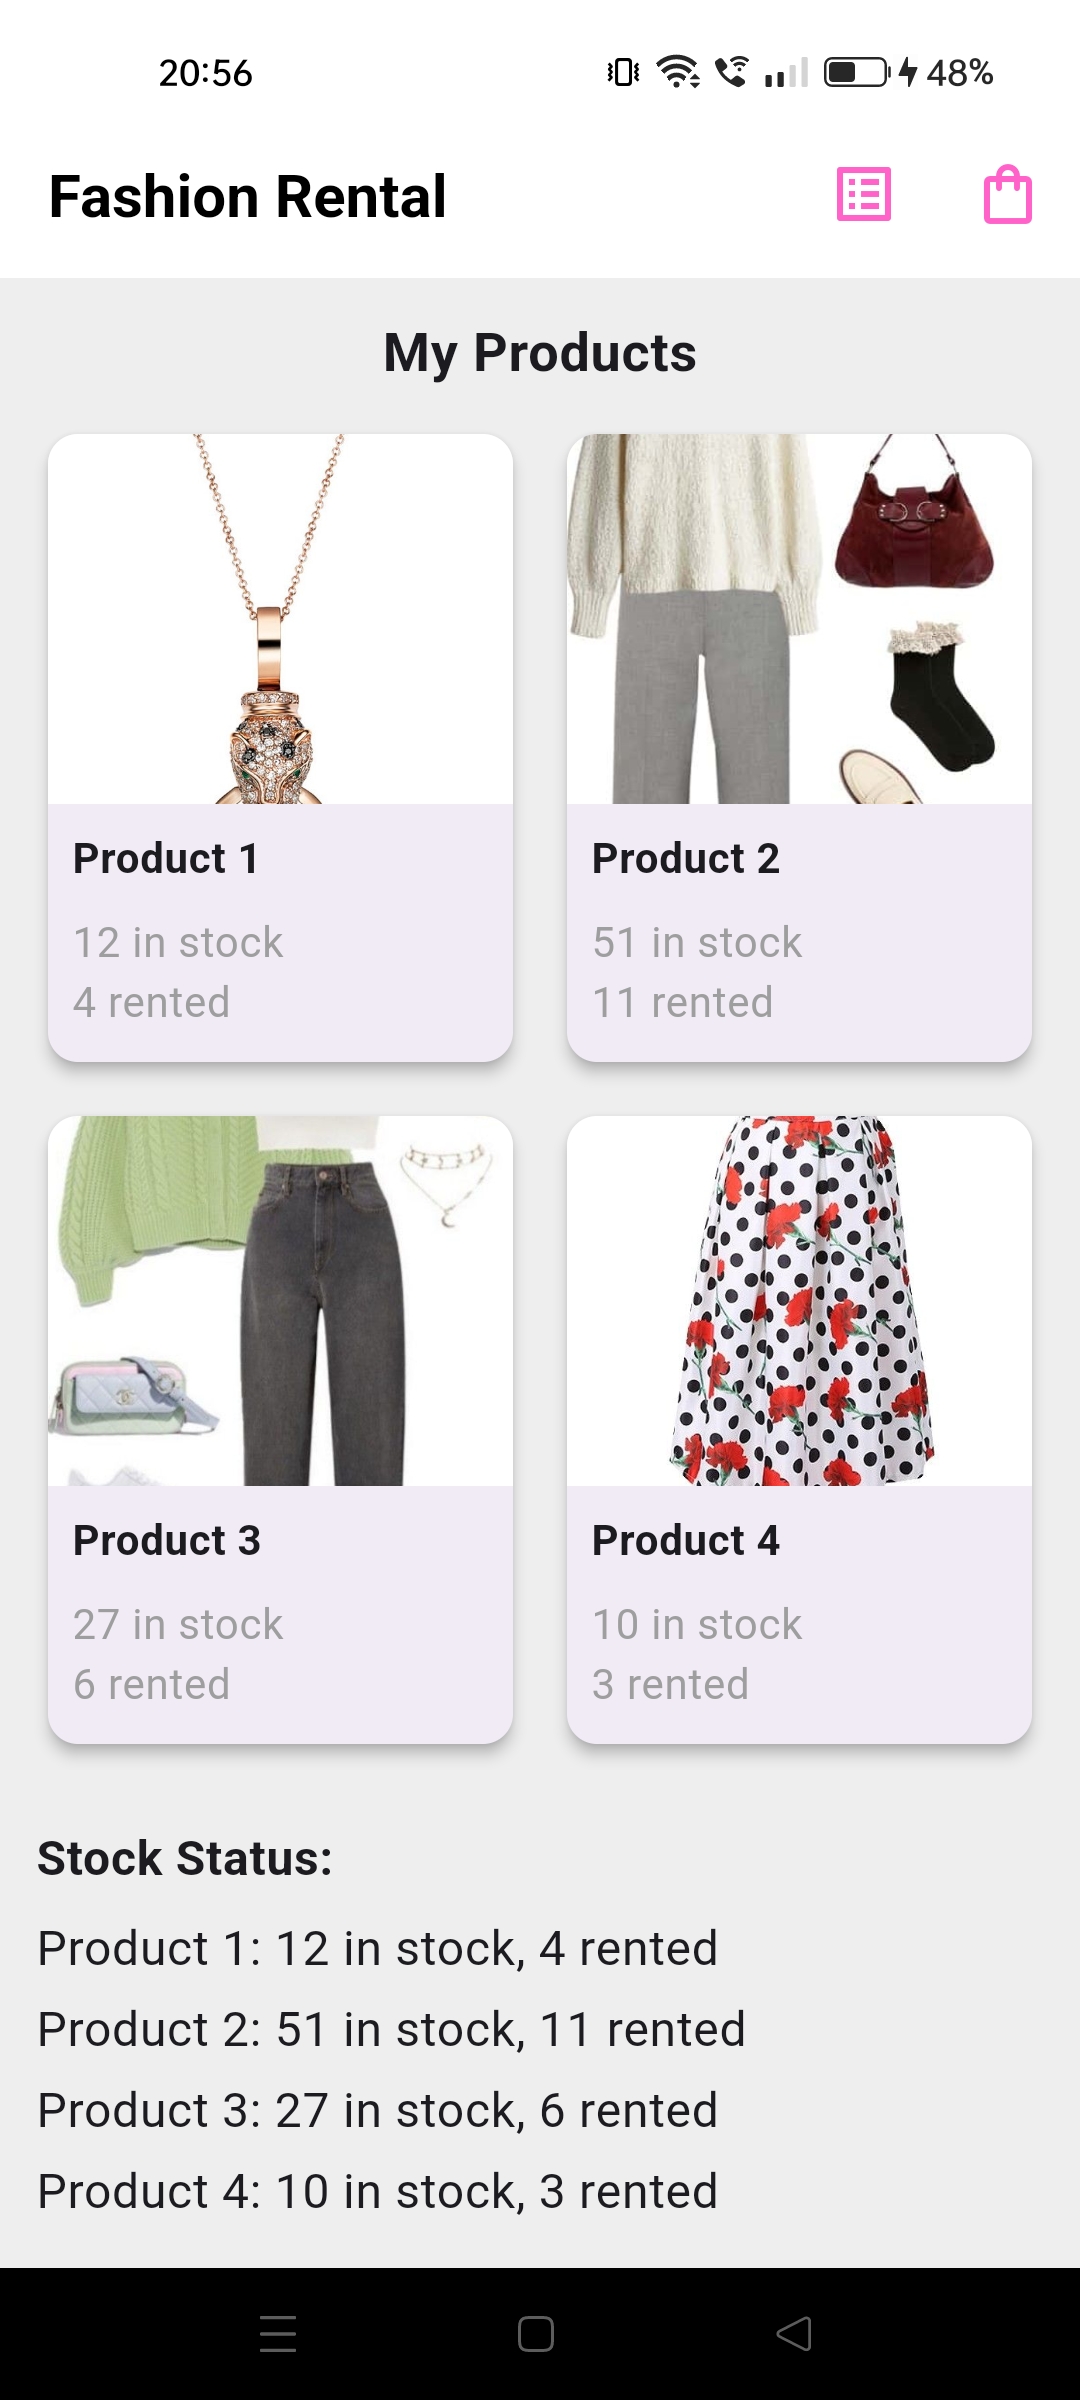 20:56
48%
Fashion Rental
My Products
Product 1
12 in stock
4 rented
Product 2
51 in stock
11 rented
Product 3
27 in stock
6 rented
Product 4
10 in stock
3 rented
Stock Status:
Product 1: 12 in stock, 4 rented
Product 2: 51 in stock, 11 rented
Product 3: 27 in stock, 6 rented
Product 4: 10 in stock, 3 rented